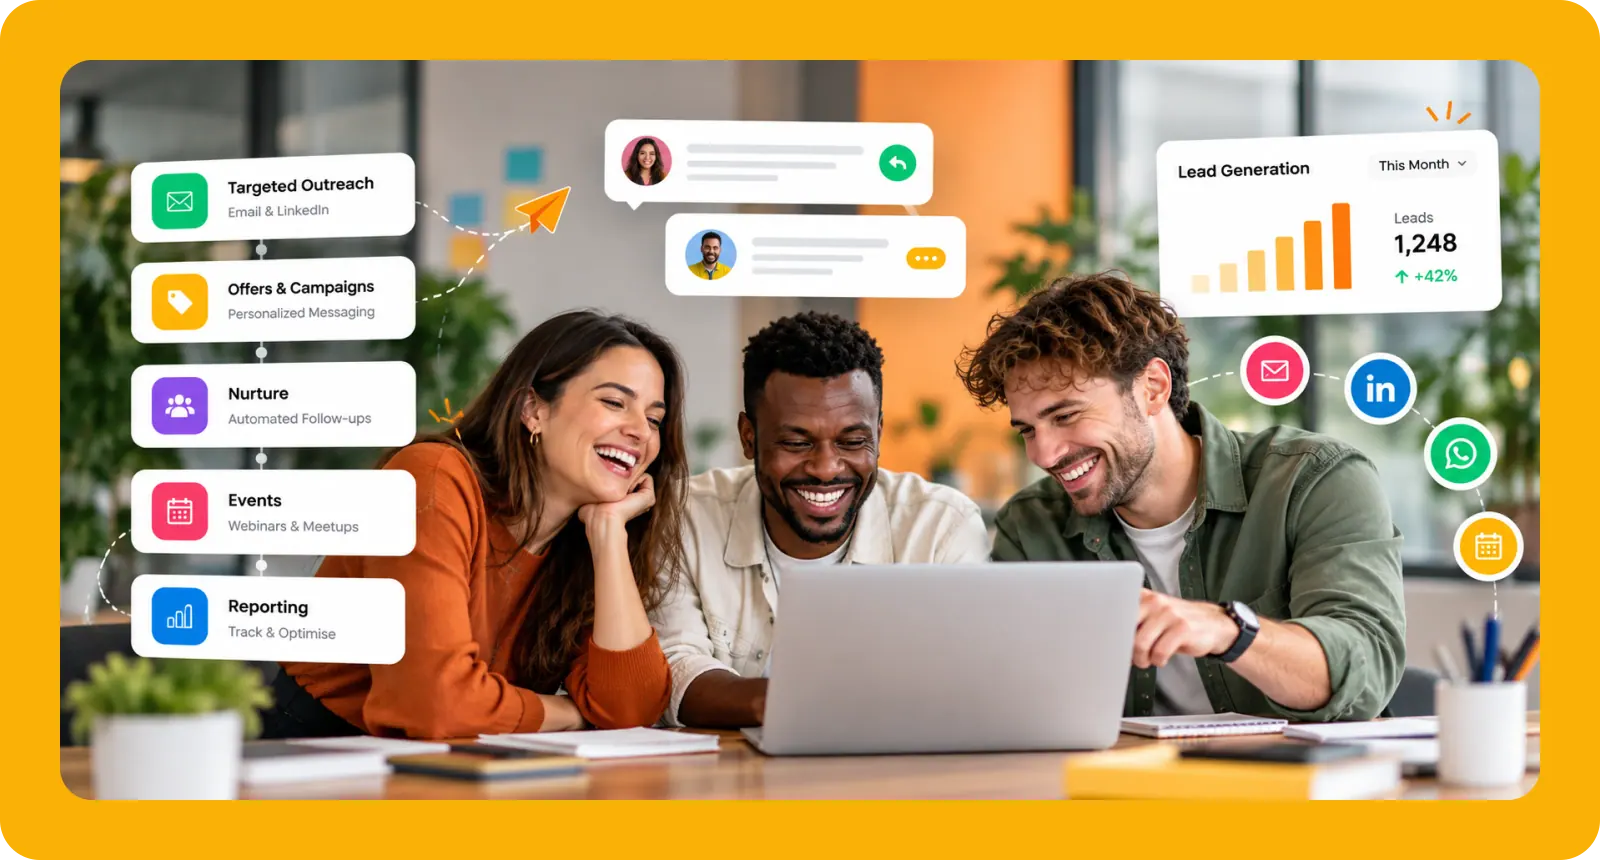 Targeted Outreach
Email & LinkedIn
Offers & Campaigns
Personalized Messaging
Nurture
Automated Follow-ups
Events
Webinars & Meetups
Reporting
Track & Optimise
Lead Generation
This Month
Leads
1,248
+42%
in